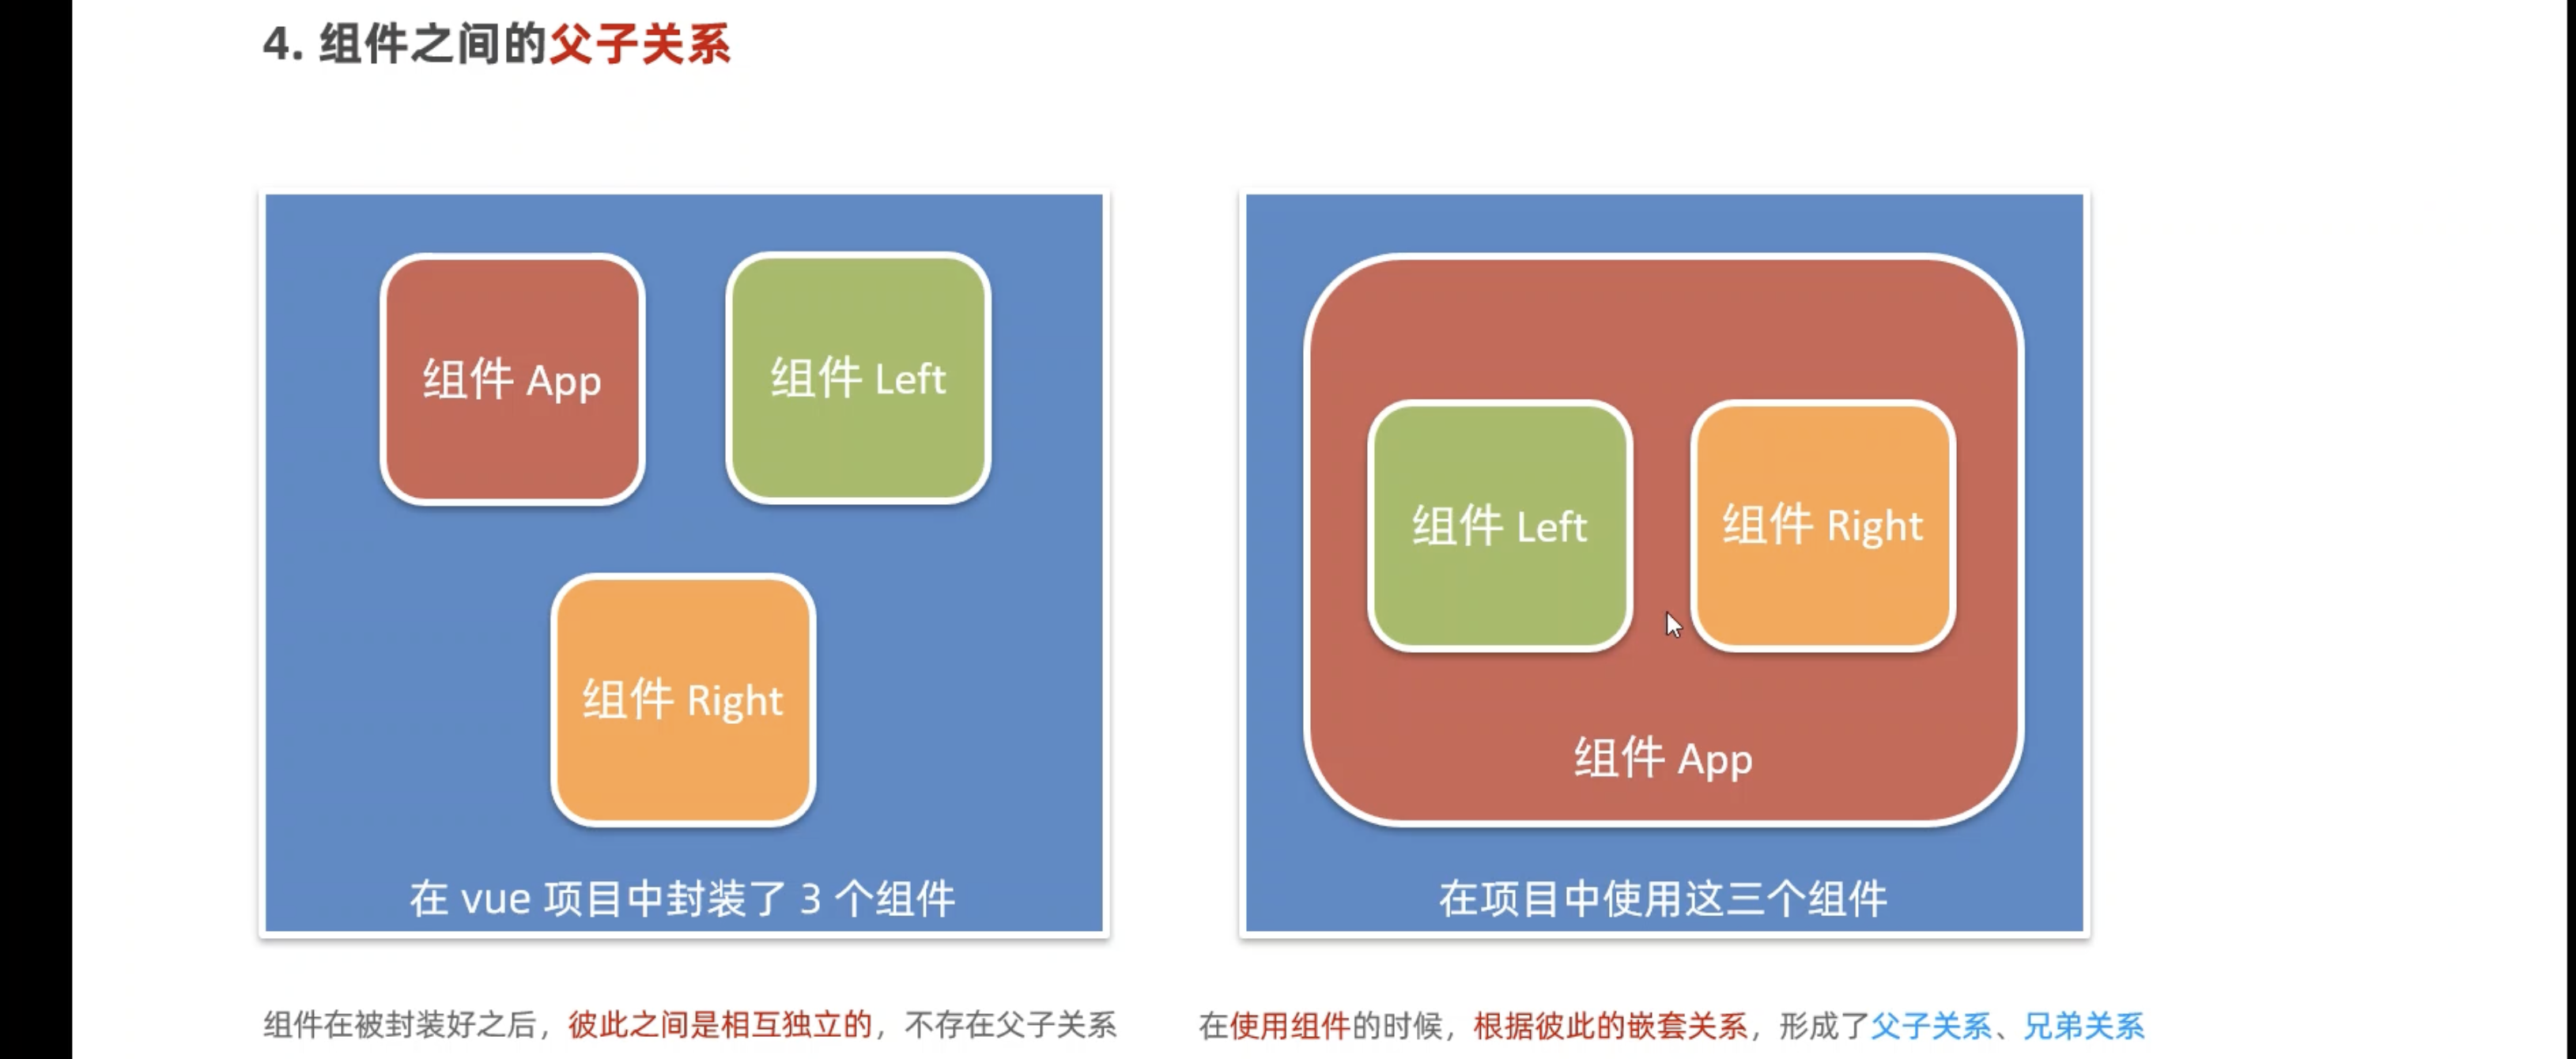 4. 组件之间的父子关系
组件 App
组件 Left
组件 Right
在 vue 项目中封装了 3 个组件
组件 Left
组件 Right
组件 App
在项目中使用这三个组件
组件在被封装好之后，彼此之间是相互独立的，不存在父子关系
在使用组件的时候，根据彼此的嵌套关系，形成了父子关系、兄弟关系